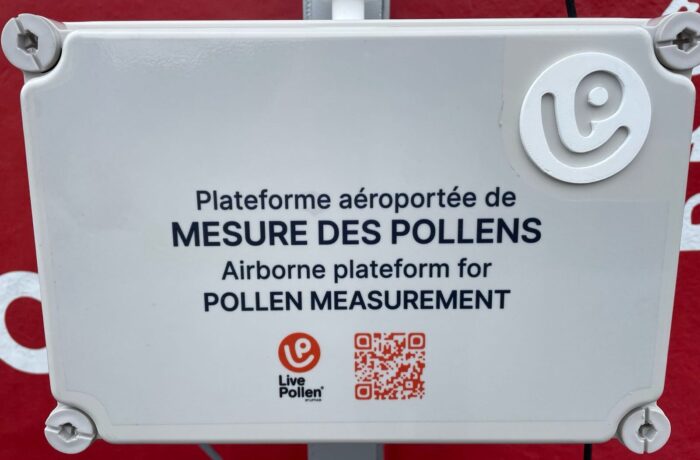 Plateforme aéroportée de
MESURE DES POLLENS
Airborne plateform for
POLLEN MEASUREMENT
Live
Pollen